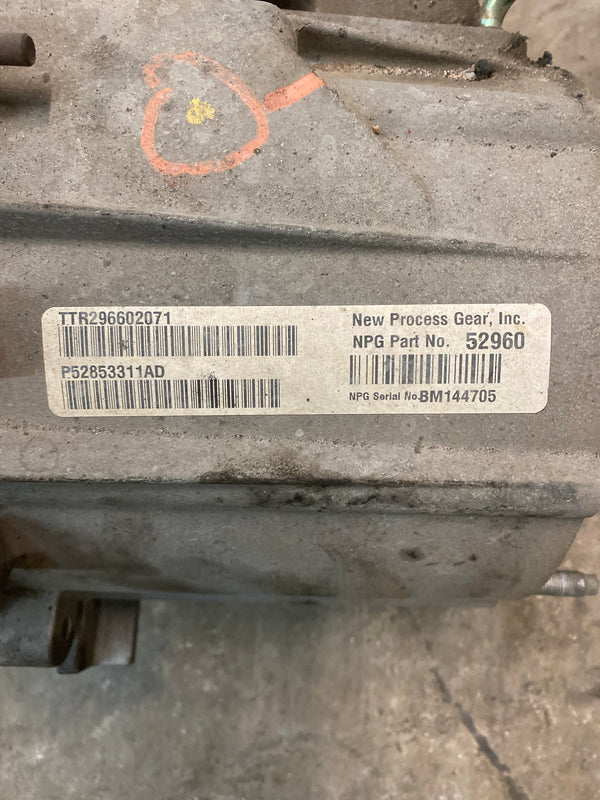 TTR296602071
P52853311AD
New Process Gear, Inc.
NPG Part No. 52960
NPG Serial No. BM144705